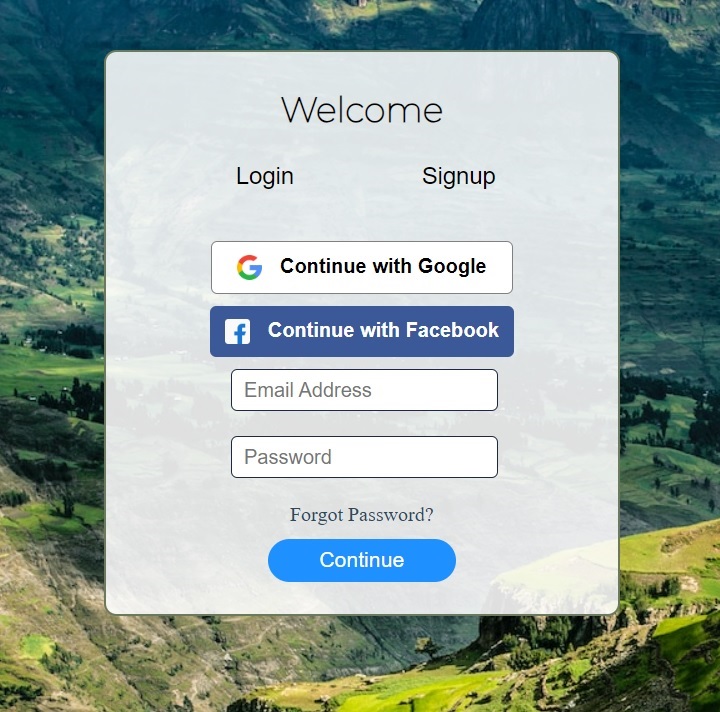 Welcome
Login Signup
Continue with Google
Continue with Facebook
Email Address
Password
Forgot Password?
Continue